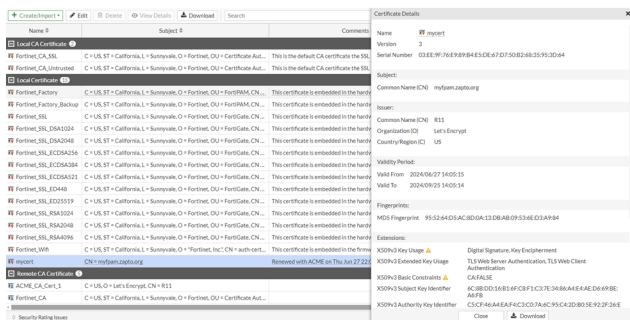 Create/Import Edit Delete View Details Download Search
Name Subject Comments
Local CA Certificate 2
Fortinet_CA_SSL C = US, ST = California, L = Sunnyvale, O = Fortinet, OU = Certificate Aut... This is the default CA certificate the SSL
Fortinet_CA_Untrusted C = US, ST = California, L = Sunnyvale, O = Fortinet, OU = Certificate Aut... This is the default CA certificate the SSL
Local Certificate
Fortinet_Factory C = US, ST = California, L = Sunnyvale, O = Fortinet, OU = FortiPAM, CN ... This certificate is embedded in the hardw
Fortinet_Factory_Backup C = US, ST = California, L = Sunnyvale, O = Fortinet, OU = FortiPAM, CN ... This certificate is embedded in the hardw
Fortinet_SSL C = US, ST = California, L = Sunnyvale, O = Fortinet, OU = FortiGate, CN ... This certificate is embedded in the hardw
Fortinet_SSL_DSA1024 C = US, ST = California, L = Sunnyvale, O = Fortinet, OU = FortiGate, CN ... This certificate is embedded in the hardw
Fortinet_SSL_DSA2048 C = US, ST = California, L = Sunnyvale, O = Fortinet, OU = FortiGate, CN ... This certificate is embedded in the hardw
Fortinet_SSL_ECDSA256 C = US, ST = California, L = Sunnyvale, O = Fortinet, OU = FortiGate, CN ... This certificate is embedded in the hardw
Fortinet_SSL_ECDSA384 C = US, ST = California, L = Sunnyvale, O = Fortinet, OU = FortiGate, CN ... This certificate is embedded in the hardw
Fortinet_SSL_ECDSA521 C = US, ST = California, L = Sunnyvale, O = Fortinet, OU = FortiGate, CN ... This certificate is embedded in the hardw
Fortinet_SSL_ED448 C = US, ST = California, L = Sunnyvale, O = Fortinet, OU = FortiGate, CN ... This certificate is embedded in the hardw
Fortinet_SSL_ED25519 C = US, ST = California, L = Sunnyvale, O = Fortinet, OU = FortiGate, CN ... This certificate is embedded in the hardw
Fortinet_SSL_RSA1024 C = US, ST = California, L = Sunnyvale, O = Fortinet, OU = FortiGate, CN ... This certificate is embedded in the hardw
Fortinet_SSL_RSA2048 C = US, ST = California, L = Sunnyvale, O = Fortinet, OU = FortiGate, CN ... This certificate is embedded in the hardw
Fortinet_SSL_RSA4096 C = US, ST = California, L = Sunnyvale, O = Fortinet, OU = FortiGate, CN ... This certificate is embedded in the hardw
Fortinet_Wifi C = US, ST = California, L = Sunnyvale, O = "Fortinet, Inc.", CN = auth-cert... This certificate is embedded in the firmw
mycert CN = myfpam.zapto.org Renewed with ACME on Thu Jun 27 22:
Remote CA Certificate
ACME_CA_Cert_1 C = US, O = Let's Encrypt, CN = R11
Fortinet_CA C = US, ST = California, L = Sunnyvale, O = Fortinet, OU = Certificate Aut...
Security Rating Issues
Certificate Details
Name mycert
Version 3
Serial Number 03:EE:9F:76:E9:89:B4:E5:DE:67:D7:50:B2:68:35:95:3D:64
Subject:
Common Name (CN) myfpam.zapto.org
Issuer:
Common Name (CN) R11
Organization (O) Let's Encrypt
Country/Region (C) US
Validity Period:
Valid From 2024/06/27 14:05:15
Valid To 2024/09/25 14:05:14
Fingerprints:
MD5 Fingerprint 95:52:64:D5:AC:8D:0A:13:DB:AB:09:53:6E:D3:A9:84
Extensions:
X509v3 Key Usage Digital Signature, Key Encipherment
X509v3 Extended Key Usage TLS Web Server Authentication, TLS Web Client
Authentication
X509v3 Basic Constraints CA:FALSE
X509v3 Subject Key Identifier 6C:8B:DD:16:B1:6F:C8:F1:C3:7E:34:86:A4:E4:AE:D6:69:BE:
A6:FB
X509v3 Authority Key Identifier C5:CF:46:A4:EA:F4:C3:C0:7A:6C:95:C4:2D:B0:5E:92:2F:26:E
Close Download